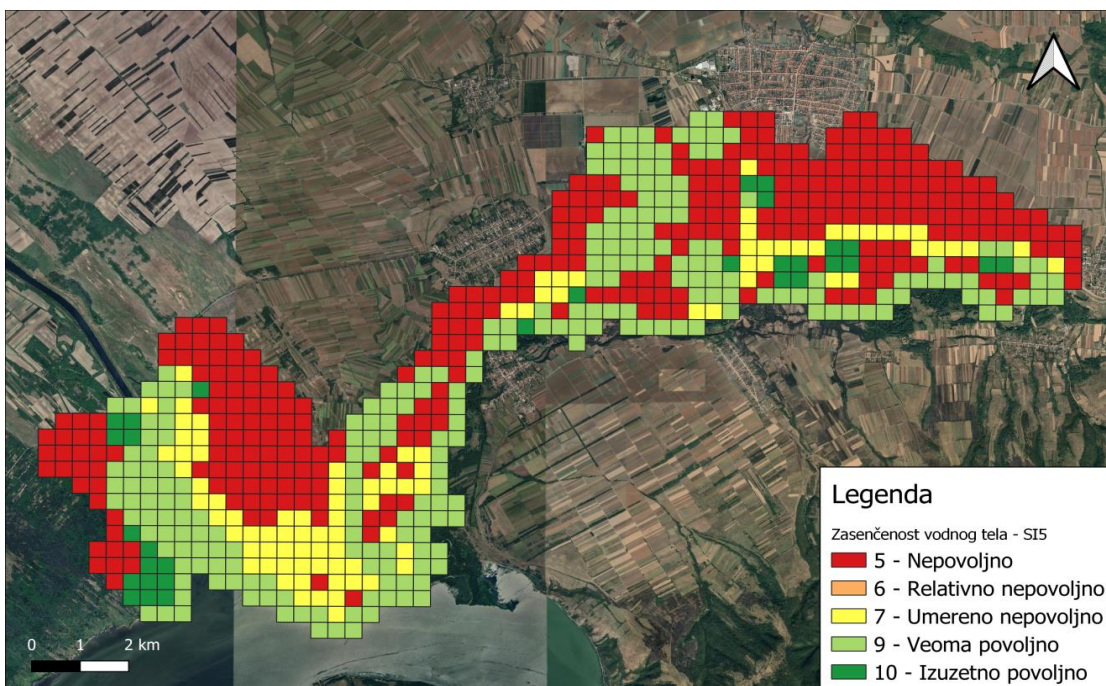 Legenda
Zasenčenost vodnog tela - SI5
5 - Nepovoljno
6 - Relativno nepovoljno
7 - Umereno nepovoljno
9 - Veoma povoljno
10 - Izuzetno povoljno
0 1 2 km